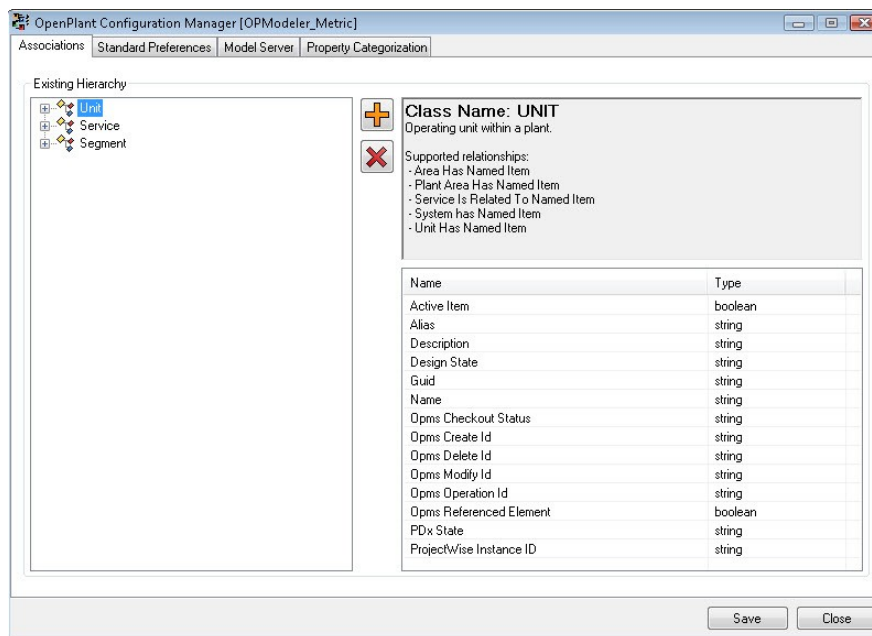 OpenPlant Configuration Manager [OPModeler_Metric]
Associations Standard Preferences Model Server Property Categorization
Existing Hierarchy
Unit
Service
Segment
Class Name: UNIT
Operating unit within a plant.
Supported relationships:
- Area Has Named Item
- Plant Area Has Named Item
- Service Is Related To Named Item
- System has Named Item
- Unit Has Named Item
Name Type
Active Item boolean
Alias string
Description string
Design State string
Guid string
Name string
Opms Checkout Status string
Opms Create Id string
Opms Delete Id string
Opms Modify Id string
Opms Operation Id string
Opms Referenced Element boolean
PDx State string
ProjectWise Instance ID string
Save Close